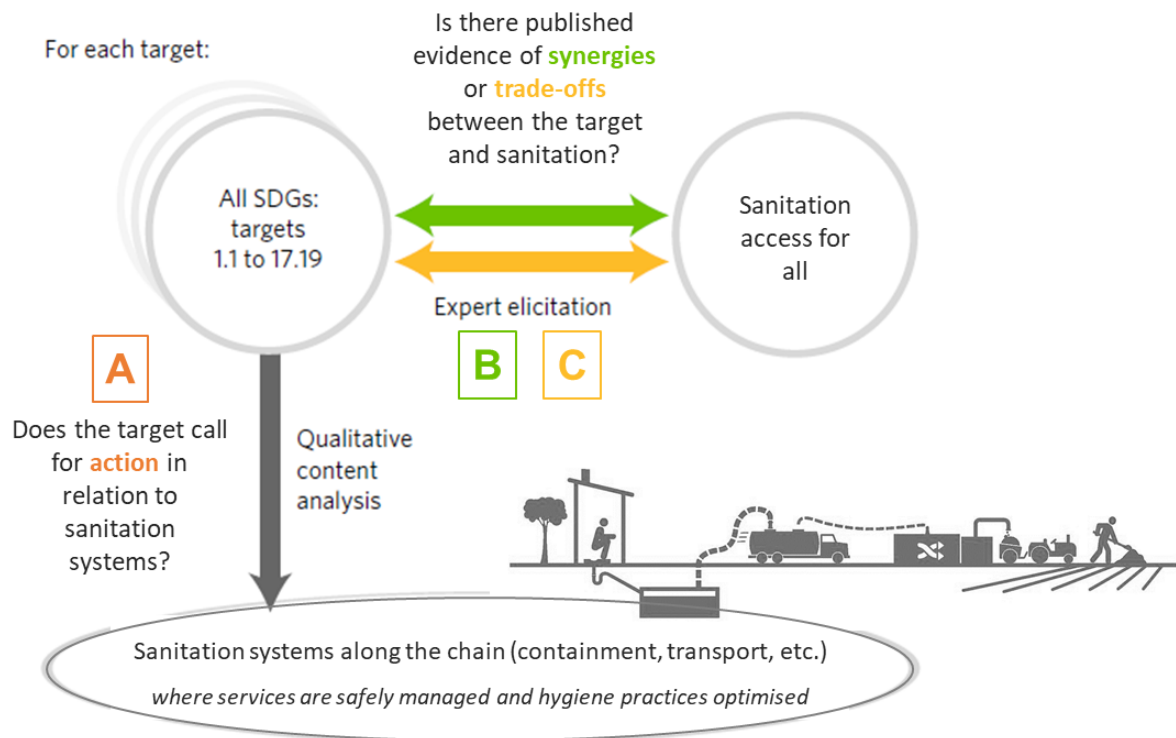 For each target:
Is there published
evidence of synergies
or trade-offs
between the target
and sanitation?
All SDGs:
targets
1.1 to 17.19
Sanitation
access for
all
Expert elicitation
B
C
A
Does the target call
for action in
relation to
sanitation
systems?
Qualitative
content
analysis
Sanitation systems along the chain (containment, transport, etc.)
where services are safely managed and hygiene practices optimised